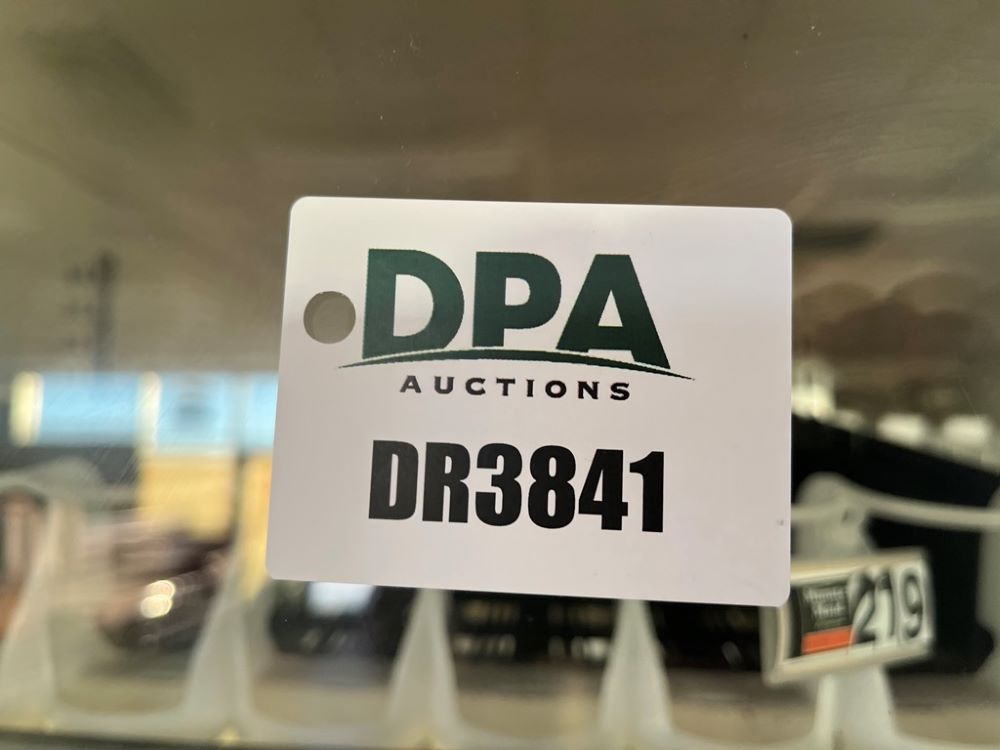 DPA
AUCTIONS
DR3841
219